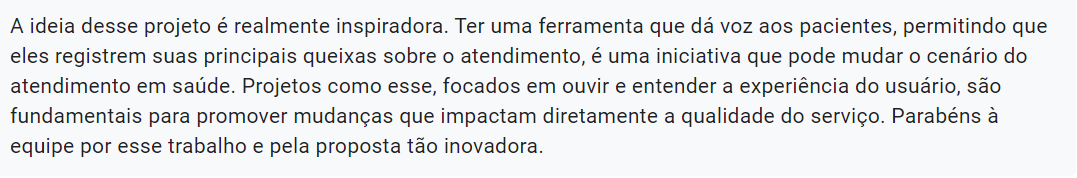 A ideia desse projeto é realmente inspiradora. Ter uma ferramenta que dá voz aos pacientes, permitindo que
eles registrem suas principais queixas sobre o atendimento, é uma iniciativa que pode mudar o cenário do
atendimento em saúde. Projetos como esse, focados em ouvir e entender a experiência do usuário, são
fundamentais para promover mudanças que impactam diretamente a qualidade do serviço. Parabéns à
equipe por esse trabalho e pela proposta tão inovadora.